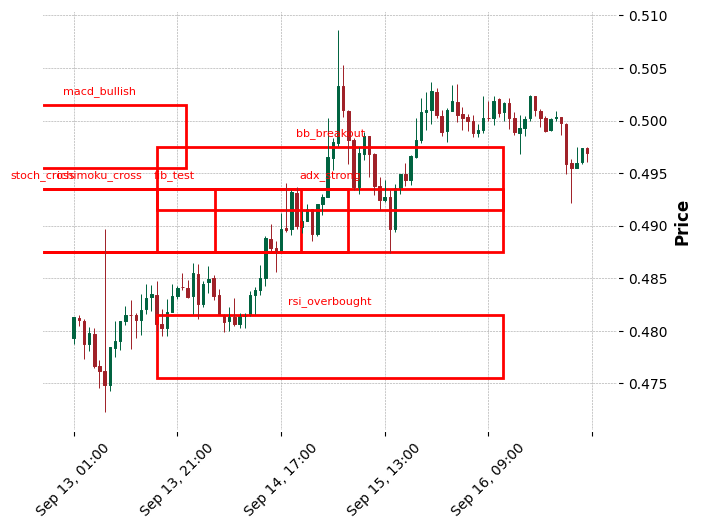 0.510
0.505
macd_bullish
0.500
bb_breakout
0.495
stoch_cross
ichimoku_cross
fib_test
adx_strong
0.490
Price
0.485
rsi_overbought
0.480
0.475
Sep 13, 01:00
Sep 13, 21:00
Sep 14, 17:00
Sep 15, 13:00
Sep 16, 09:00